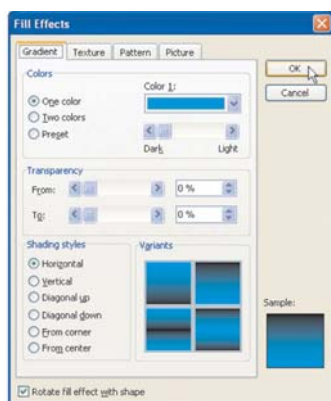 Fill Effects
Gradient Texture Pattern Picture
OK
Cancel
Colors
One color
Two colors
Preset
Color 1:
Dark Light
Transparency
From: 0 %
To: 0 %
Shading styles
Horizontal
Vertical
Diagonal up
Diagonal down
From corner
From center
Variants
Sample:
Rotate fill effect with shape